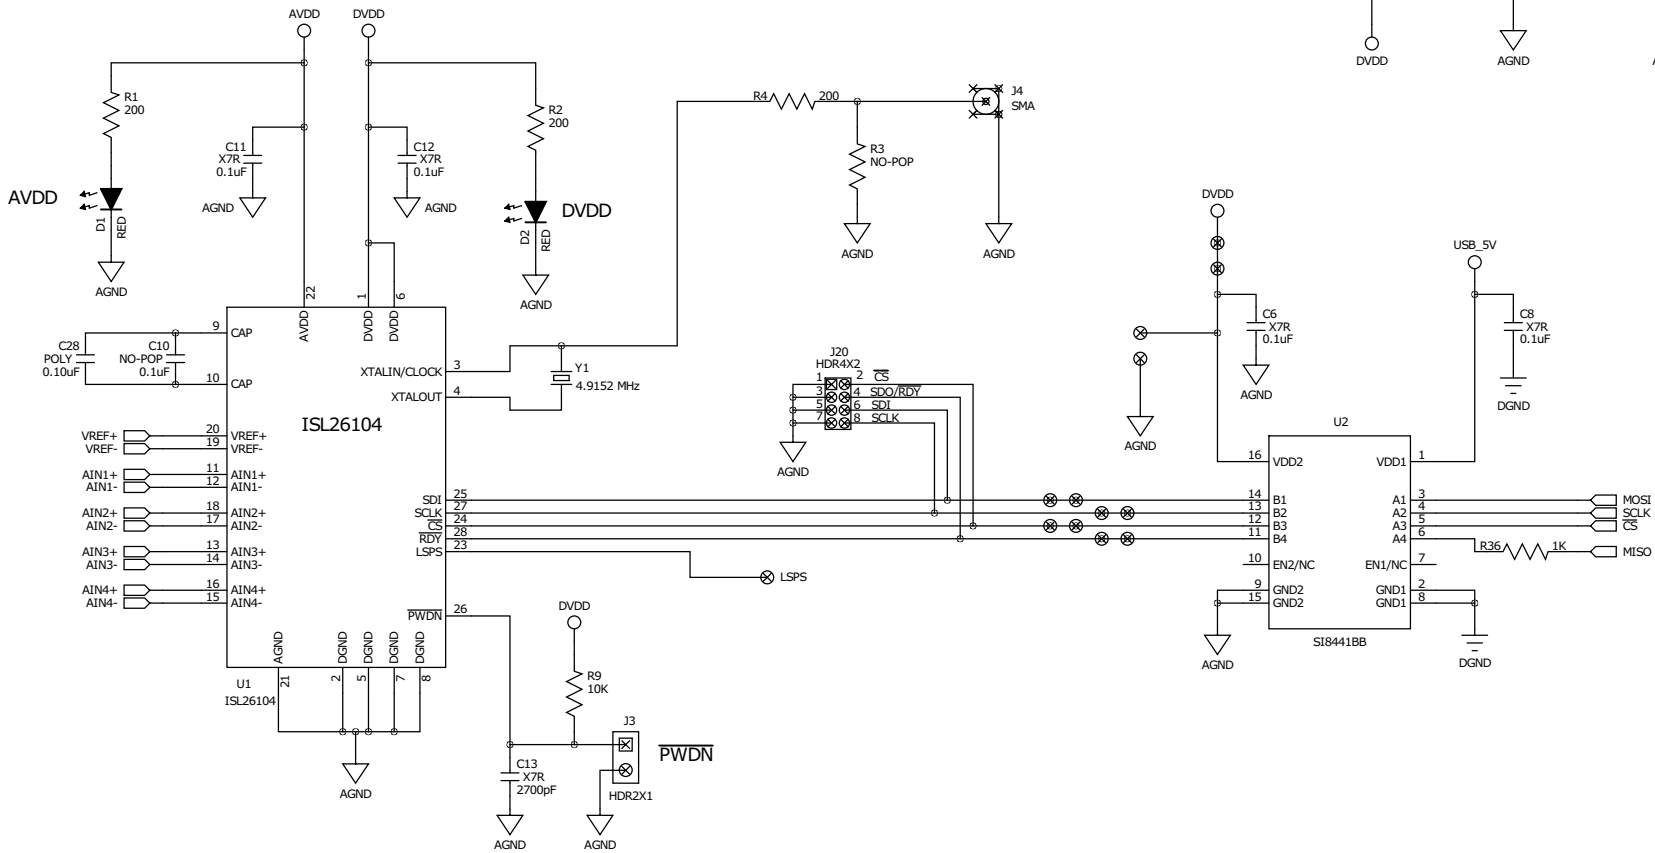 AVDD
DVDD
DVDD
AGND
R1
200
R2
200
R4
200
J4
SMA
C11
X7R
0.1uF
C12
X7R
0.1uF
R3
NO-POP
AVDD
D1
RED
AGND
AGND
AGND
D2
RED
DVDD
AGND
AGND
AGND
DVDD
USB_5V
22
1
6
AVDD
DVDD
DVDD
C28
POLY
0.10uF
C10
NO-POP
0.1uF
9
CAP
10
CAP
XTALIN/CLOCK
3
XTALOUT
4
Y1
4.9152 MHz
ISL26104
C6
X7R
0.1uF
AGND
C8
X7R
0.1uF
DGND
AGND
J20
HDR4X2
1
2
CS
3
4
SDO/RDY
5
6
SDI
7
8
SCLK
AGND
VREF+
20
VREF+
VREF-
19
VREF-
AIN1+
11
AIN1+
AIN1-
12
AIN1-
AIN2+
18
AIN2+
AIN2-
17
AIN2-
AIN3+
13
AIN3+
AIN3-
14
AIN3-
AIN4+
16
AIN4+
AIN4-
15
AIN4-
SDI
25
SCLK
27
CS
24
RDY
28
LSPS
23
LSPS
PWDN
26
AGND
DGND
DGND
DGND
DGND
21
2
5
7
8
U1
ISL26104
AGND
DVDD
R9
10K
J3
PWDN
HDR2X1
C13
X7R
2700pF
AGND
AGND
U2
16
VDD2
VDD1
1
14
B1
A1
3
MOSI
13
B2
A2
4
SCLK
12
B3
A3
5
CS
11
B4
A4
6
R36
1K
MISO
10
EN2/NC
EN1/NC
7
9
GND2
GND1
2
15
GND2
GND1
8
SI8441BB
AGND
DGND